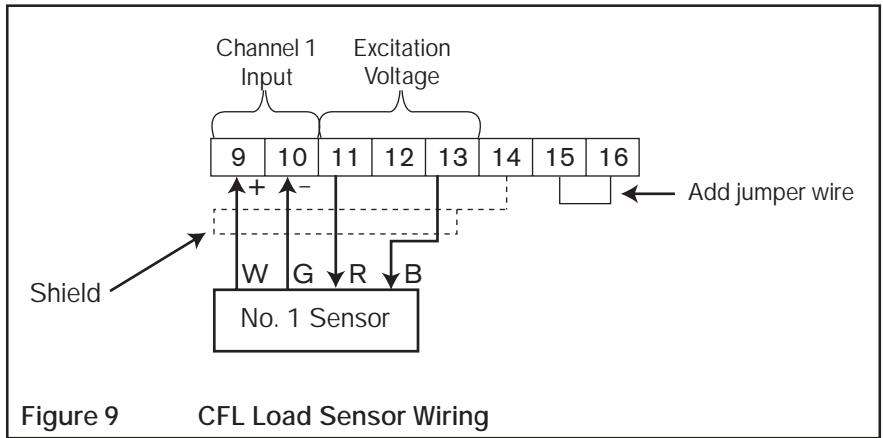 Channel 1 Input
Excitation Voltage
9 10 11 12 13 14 15 16
+ −
Add jumper wire
Shield
W G R B
No. 1 Sensor
Figure 9 CFL Load Sensor Wiring